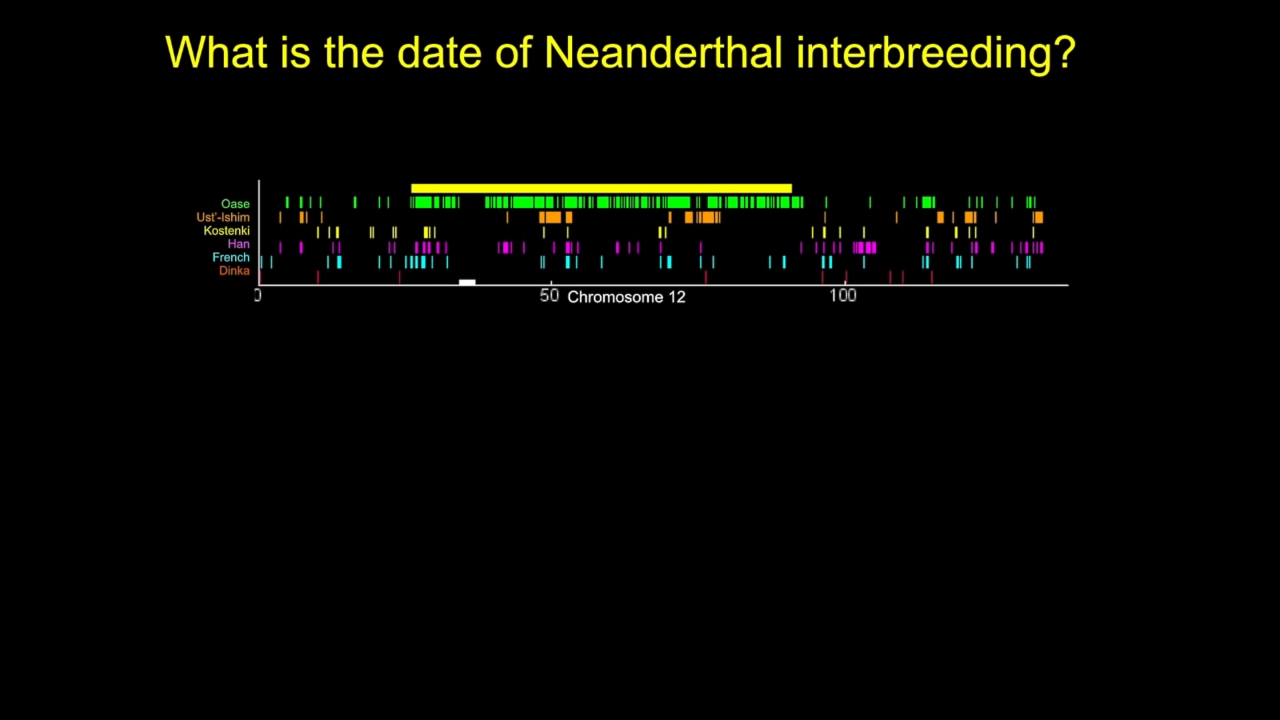 What is the date of Neanderthal interbreeding?
Oase
Ust'-Ishim
Kostenki
Han
French
Dinka
0 50 Chromosome 12 100